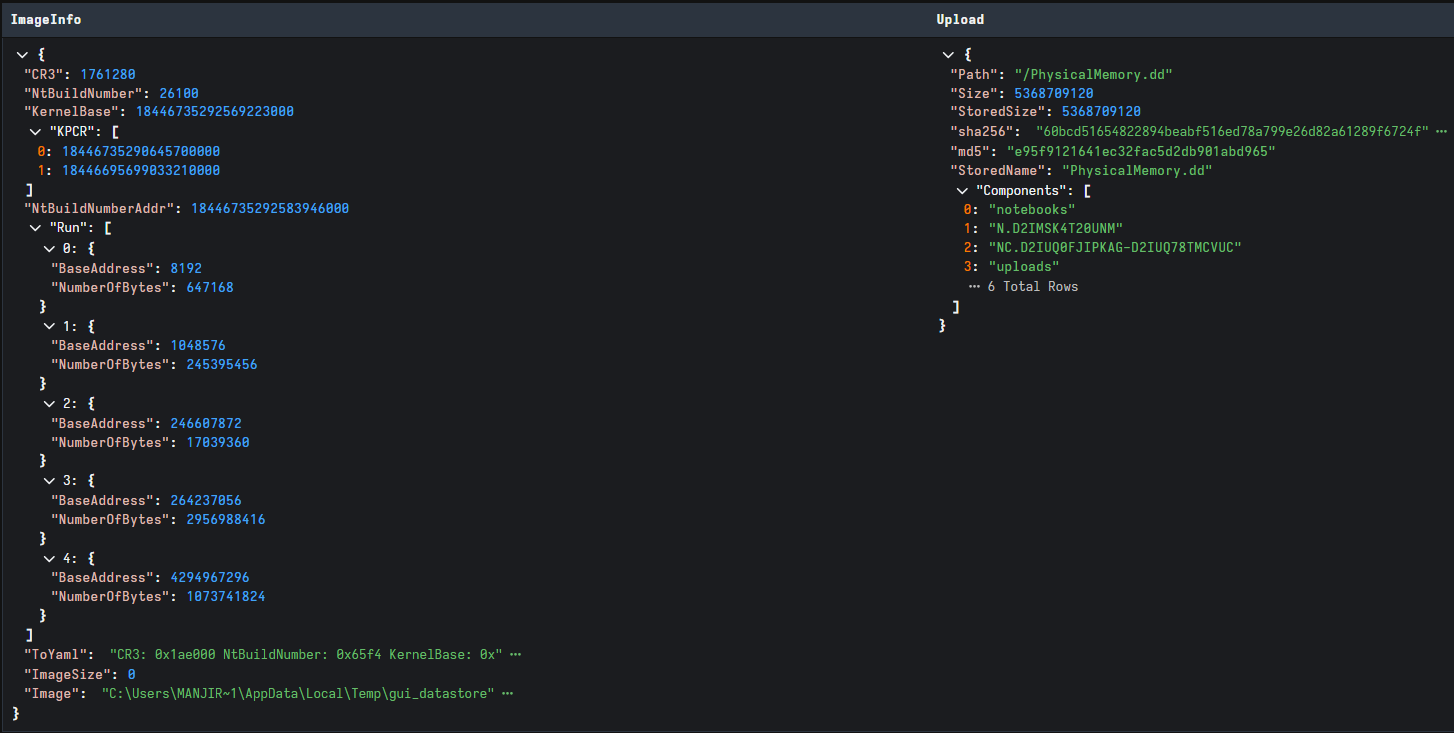 ImageInfo
{
"CR3": 1761280
"NtBuildNumber": 26100
"KernelBase": 18446735292569223000
"KPCR": [
0: 18446735290645700000
1: 18446695699033210000
]
"NtBuildNumberAddr": 18446735292583946000
"Run": [
0: {
"BaseAddress": 8192
"NumberOfBytes": 647168
}
1: {
"BaseAddress": 1048576
"NumberOfBytes": 245395456
}
2: {
"BaseAddress": 246607872
"NumberOfBytes": 17039360
}
3: {
"BaseAddress": 264237056
"NumberOfBytes": 2956988416
}
4: {
"BaseAddress": 4294967296
"NumberOfBytes": 1073741824
}
]
"ToYaml": "CR3: 0x1ae000 NtBuildNumber: 0x65f4 KernelBase: 0x" ···
"ImageSize": 0
"Image": "C:\Users\MANJIR~1\AppData\Local\Temp\gui_datastore" ···
}
Upload
{
"Path": "/PhysicalMemory.dd"
"Size": 5368709120
"StoredSize": 5368709120
"sha256": "60bcd51654822894beabf516ed78a799e26d82a61289f6724f" ···
"md5": "e95f9121641ec32fac5d2db901abd965"
"StoredName": "PhysicalMemory.dd"
"Components": [
0: "notebooks"
1: "N.D2IMSK4T20UNM"
2: "NC.D2IUQ0FJIPKAG-D2IUQ78TMCVUC"
3: "uploads"
··· 6 Total Rows
]
}